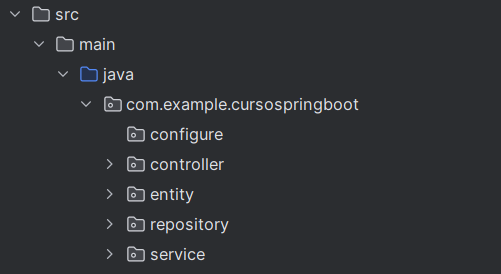 src
main
java
com.example.cursospringboot
configure
controller
entity
repository
service